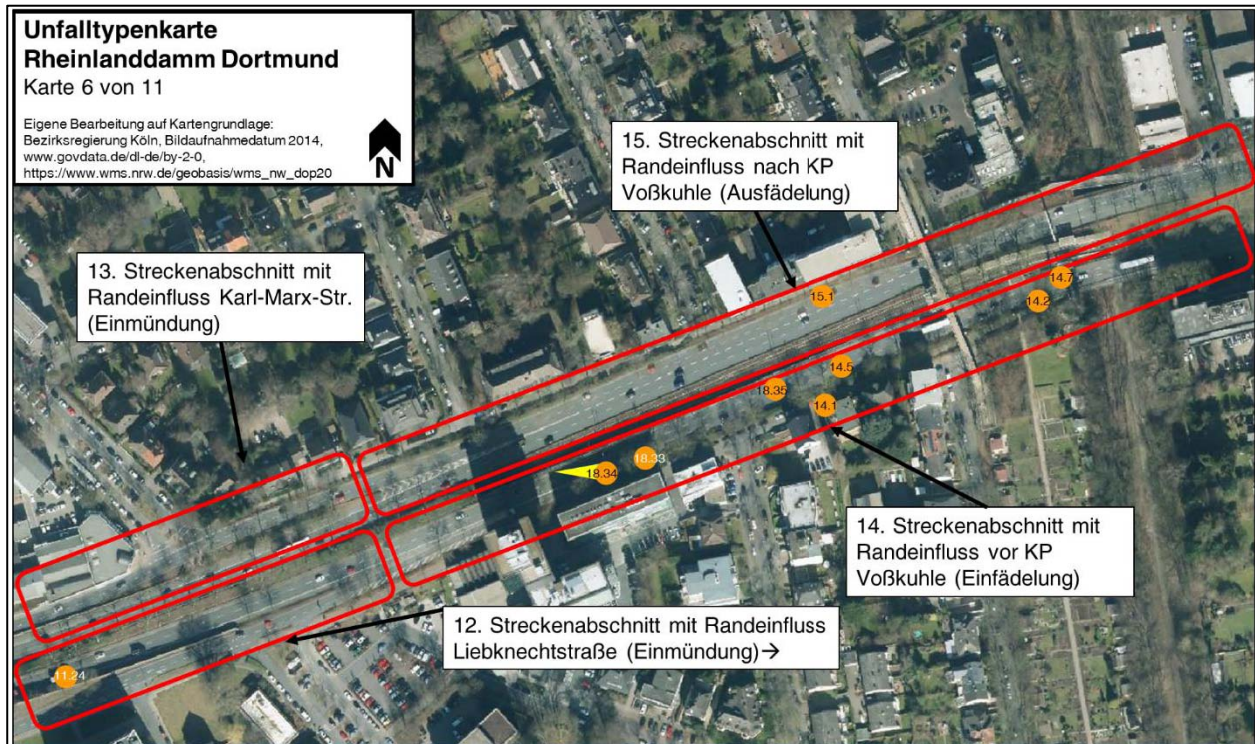 Unfalltypenkarte
Rheinlanddamm Dortmund
Karte 6 von 11
Eigene Bearbeitung auf Kartengrundlage:
Bezirksregierung Köln, Bildaufnahmedatum 2014,
www.govdata.de/dl-de/by-2-0,
https://www.wms.nrw.de/geobasis/wms_nw_dop20
N
15. Streckenabschnitt mit
Randeinfluss nach KP
Voßkuhle (Ausfädelung)
13. Streckenabschnitt mit
Randeinfluss Karl-Marx-Str.
(Einmündung)
14.7
14.2
15.1
14.5
18.35
14.1
18.33
18.34
14. Streckenabschnitt mit
Randeinfluss vor KP
Voßkuhle (Einfädelung)
12. Streckenabschnitt mit Randeinfluss
Liebknechtstraße (Einmündung)→
11.24